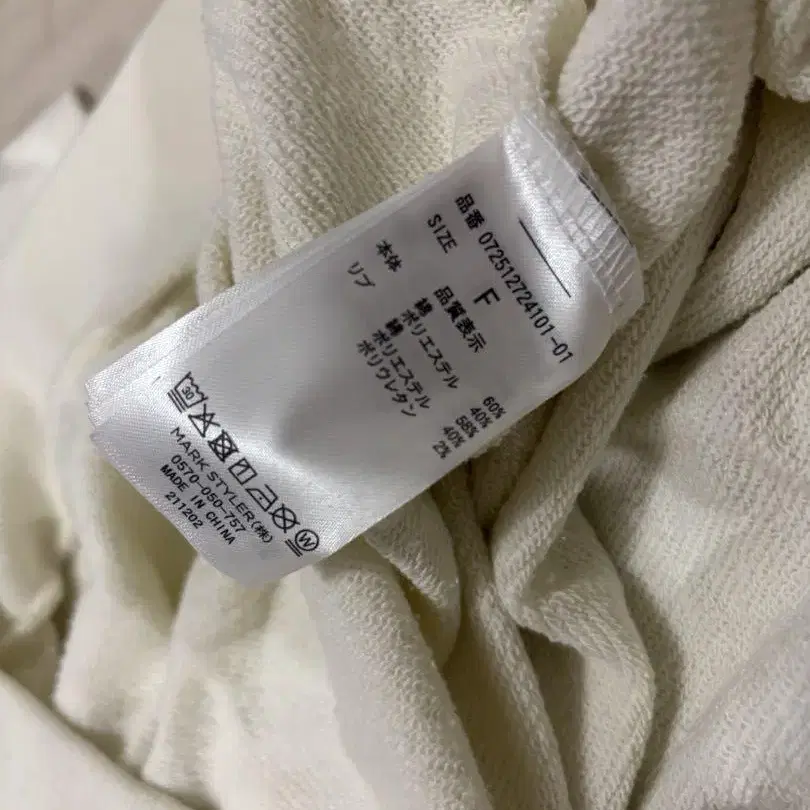 品番 072512724101-01
SIZE F
品質表示
本体 綿 60%
ポリエステル 40%
リブ 綿 58%
ポリエステル 40%
ポリウレタン 2%
30
W
MARK STYLER(株)
0570-050-757
MADE IN CHINA
211202